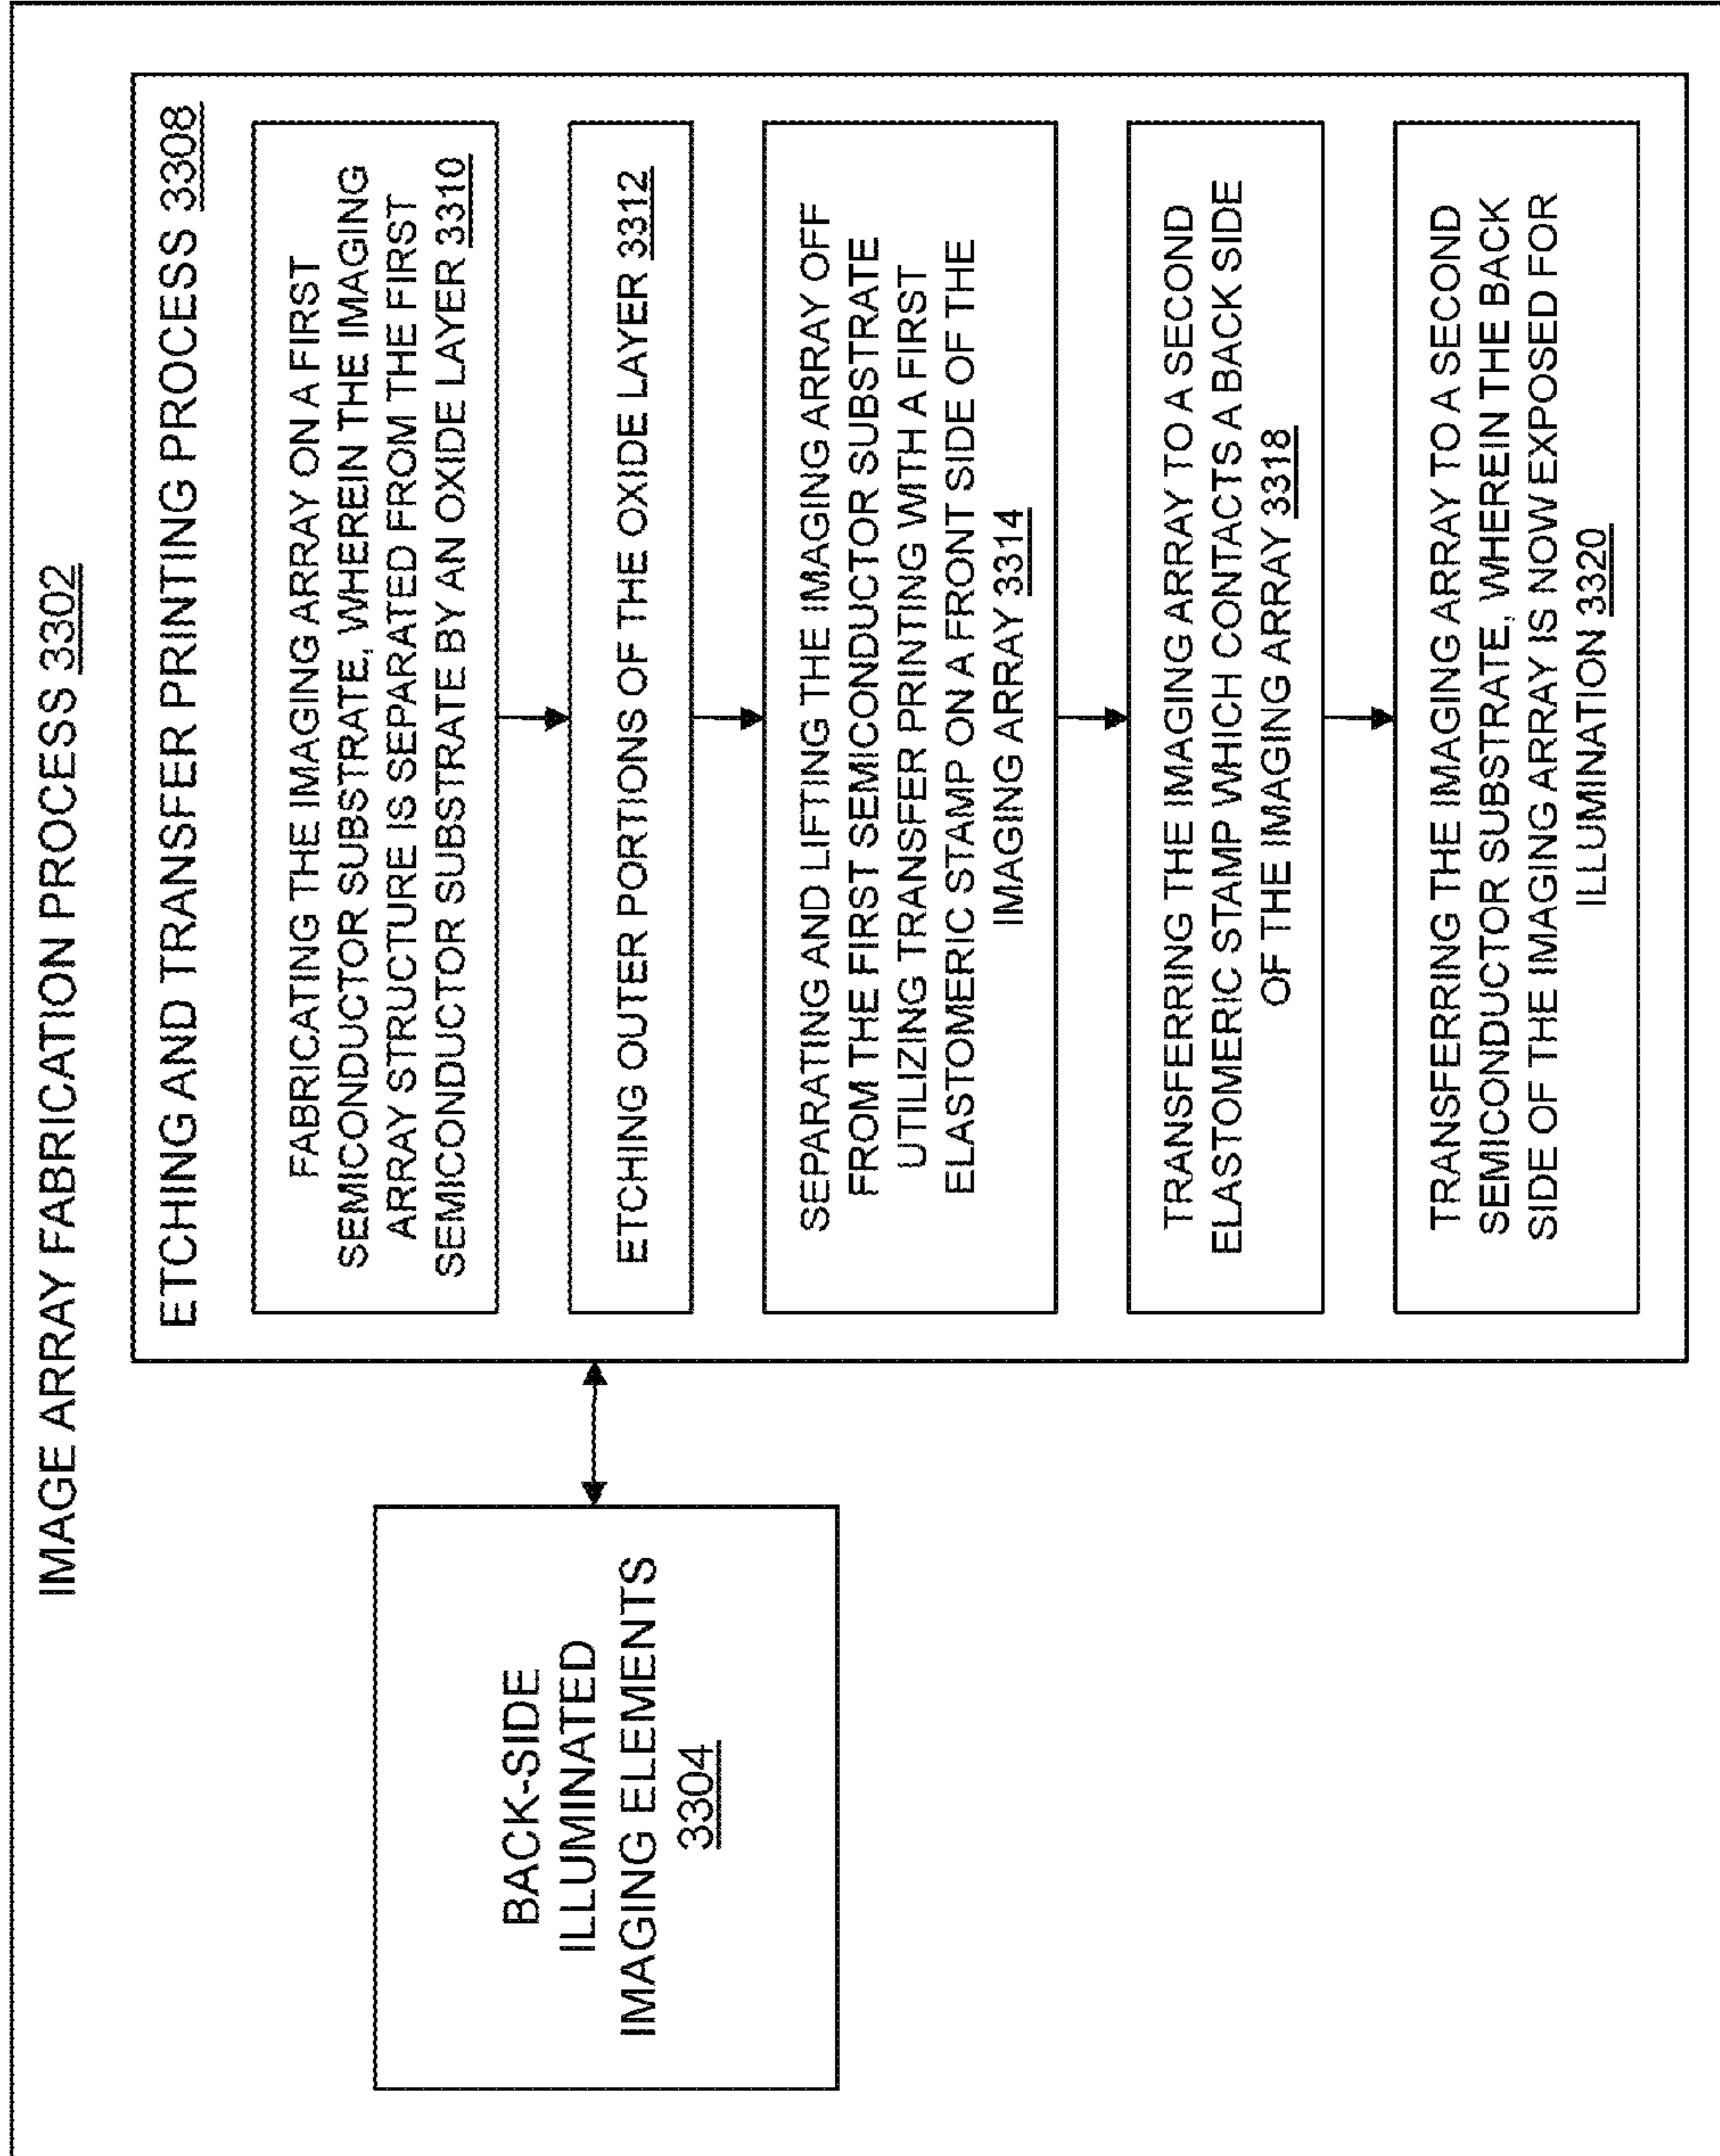 IMAGE ARRAY FABRICATION PROCESS 3302
BACK-SIDE
ILLUMINATED
IMAGING ELEMENTS
3304
ETCHING AND TRANSFER PRINTING PROCESS 3308
FABRICATING THE IMAGING ARRAY ON A FIRST
SEMICONDUCTOR SUBSTRATE, WHEREIN THE IMAGING
ARRAY STRUCTURE IS SEPARATED FROM THE FIRST
SEMICONDUCTOR SUBSTRATE BY AN OXIDE LAYER 3310
ETCHING OUTER PORTIONS OF THE OXIDE LAYER 3312
SEPARATING AND LIFTING THE IMAGING ARRAY OFF
FROM THE FIRST SEMICONDUCTOR SUBSTRATE
UTILIZING TRANSFER PRINTING WITH A FIRST
ELASTOMERIC STAMP ON A FRONT SIDE OF THE
IMAGING ARRAY 3314
TRANSFERRING THE IMAGING ARRAY TO A SECOND
ELASTOMERIC STAMP WHICH CONTACTS A BACK SIDE
OF THE IMAGING ARRAY 3318
TRANSFERRING THE IMAGING ARRAY TO A SECOND
SEMICONDUCTOR SUBSTRATE, WHEREIN THE BACK
SIDE OF THE IMAGING ARRAY IS NOW EXPOSED FOR
ILLUMINATION 3320